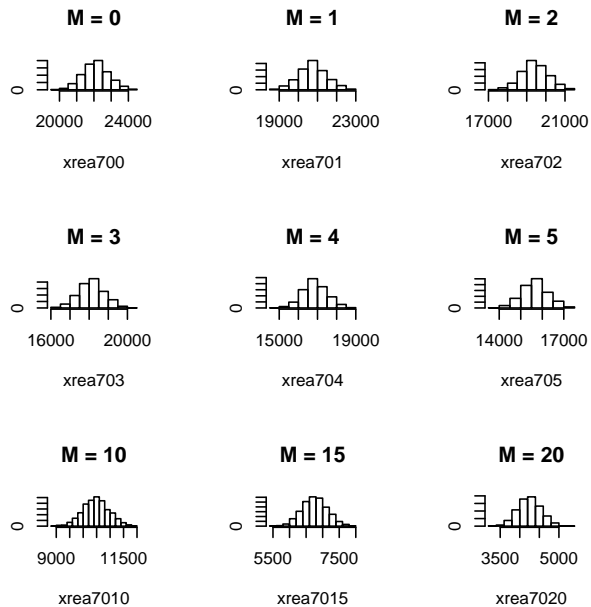 M = 0
M = 1
M = 2
0
20000 24000
xrea700
0
19000 23000
xrea701
0
17000 21000
xrea702
M = 3
M = 4
M = 5
0
16000 20000
xrea703
0
15000 19000
xrea704
0
14000 17000
xrea705
M = 10
M = 15
M = 20
0
9000 11500
xrea7010
0
5500 7500
xrea7015
0
3500 5000
xrea7020